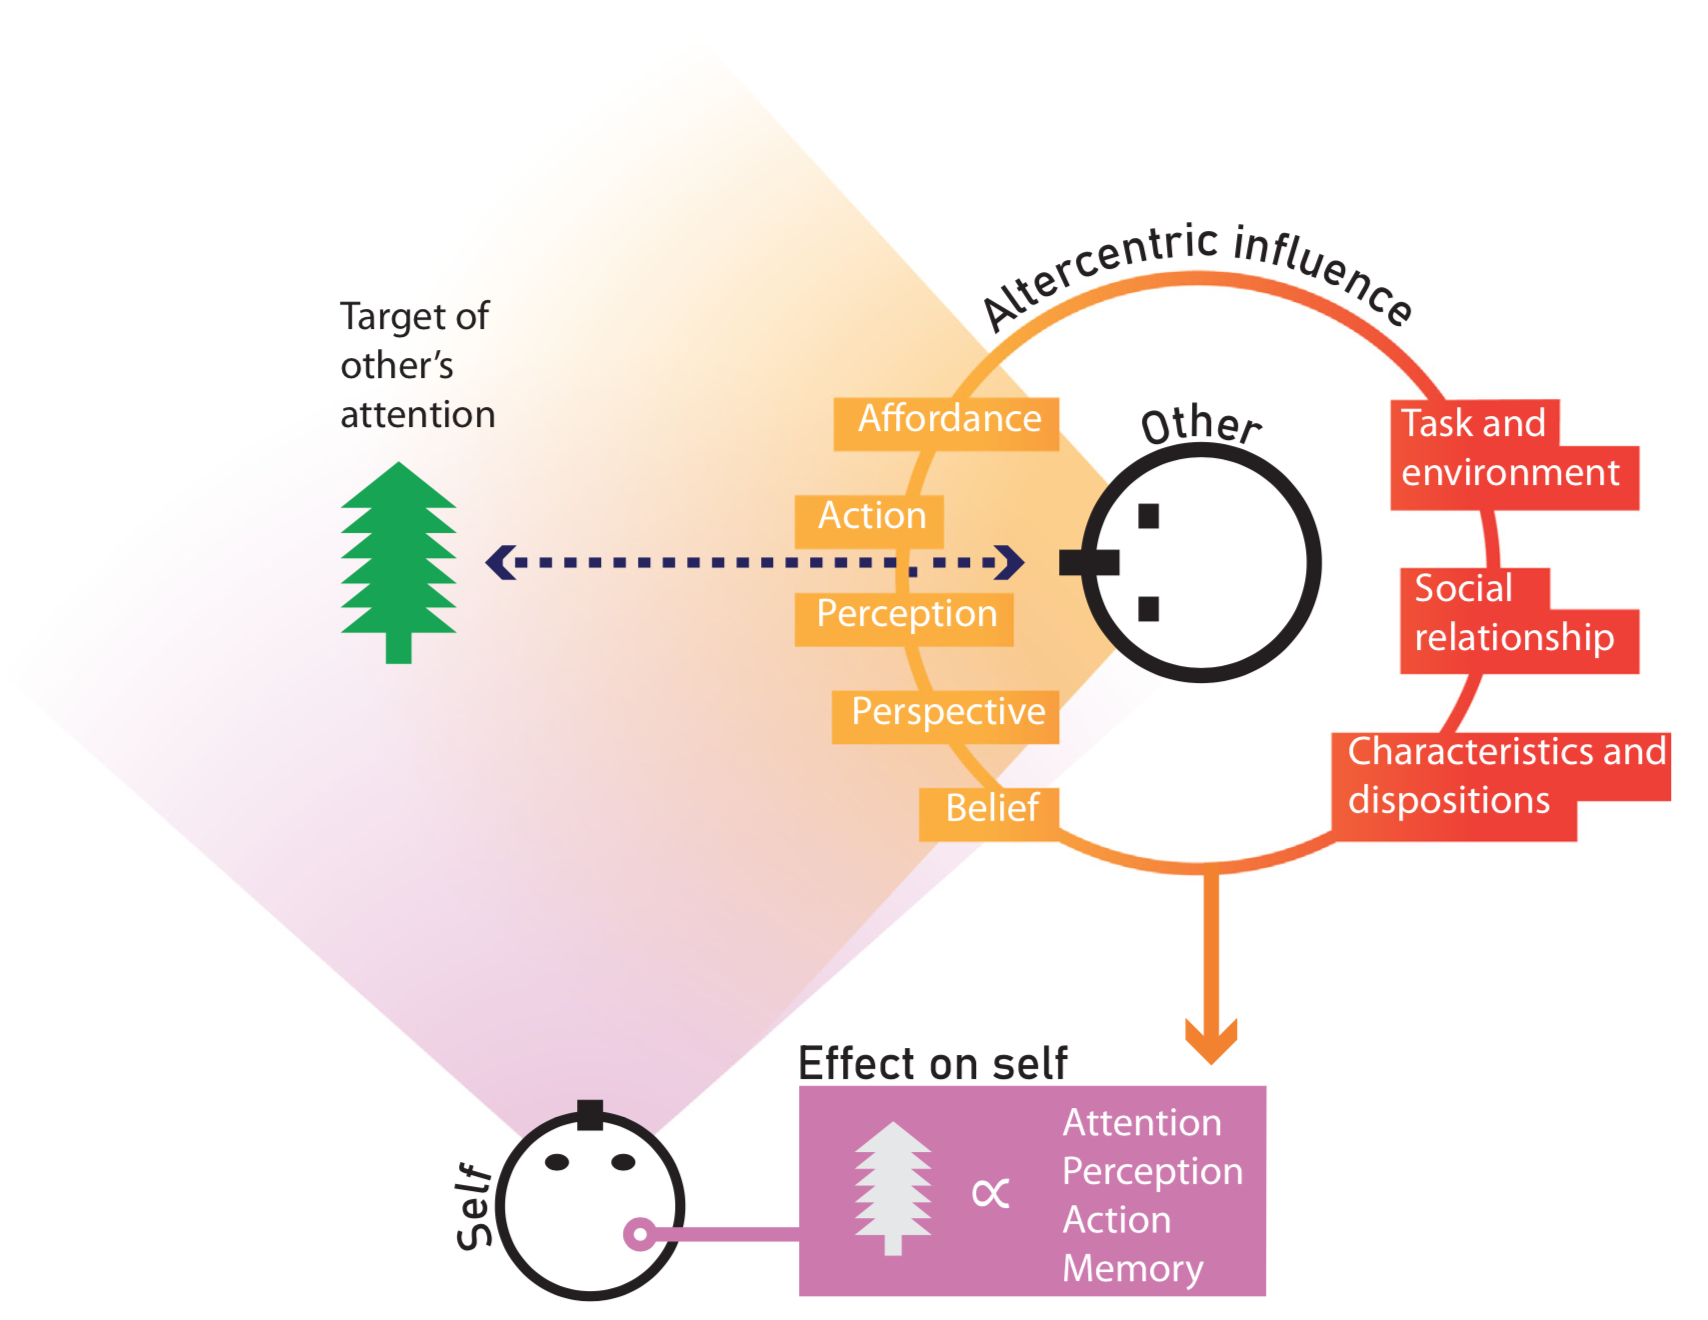 Altercentric influence
Target of
other’s
attention
Other
Affordance
Action
Perception
Perspective
Belief
Task and
environment
Social
relationship
Characteristics and
dispositions
Self
Effect on self
∝
Attention
Perception
Action
Memory